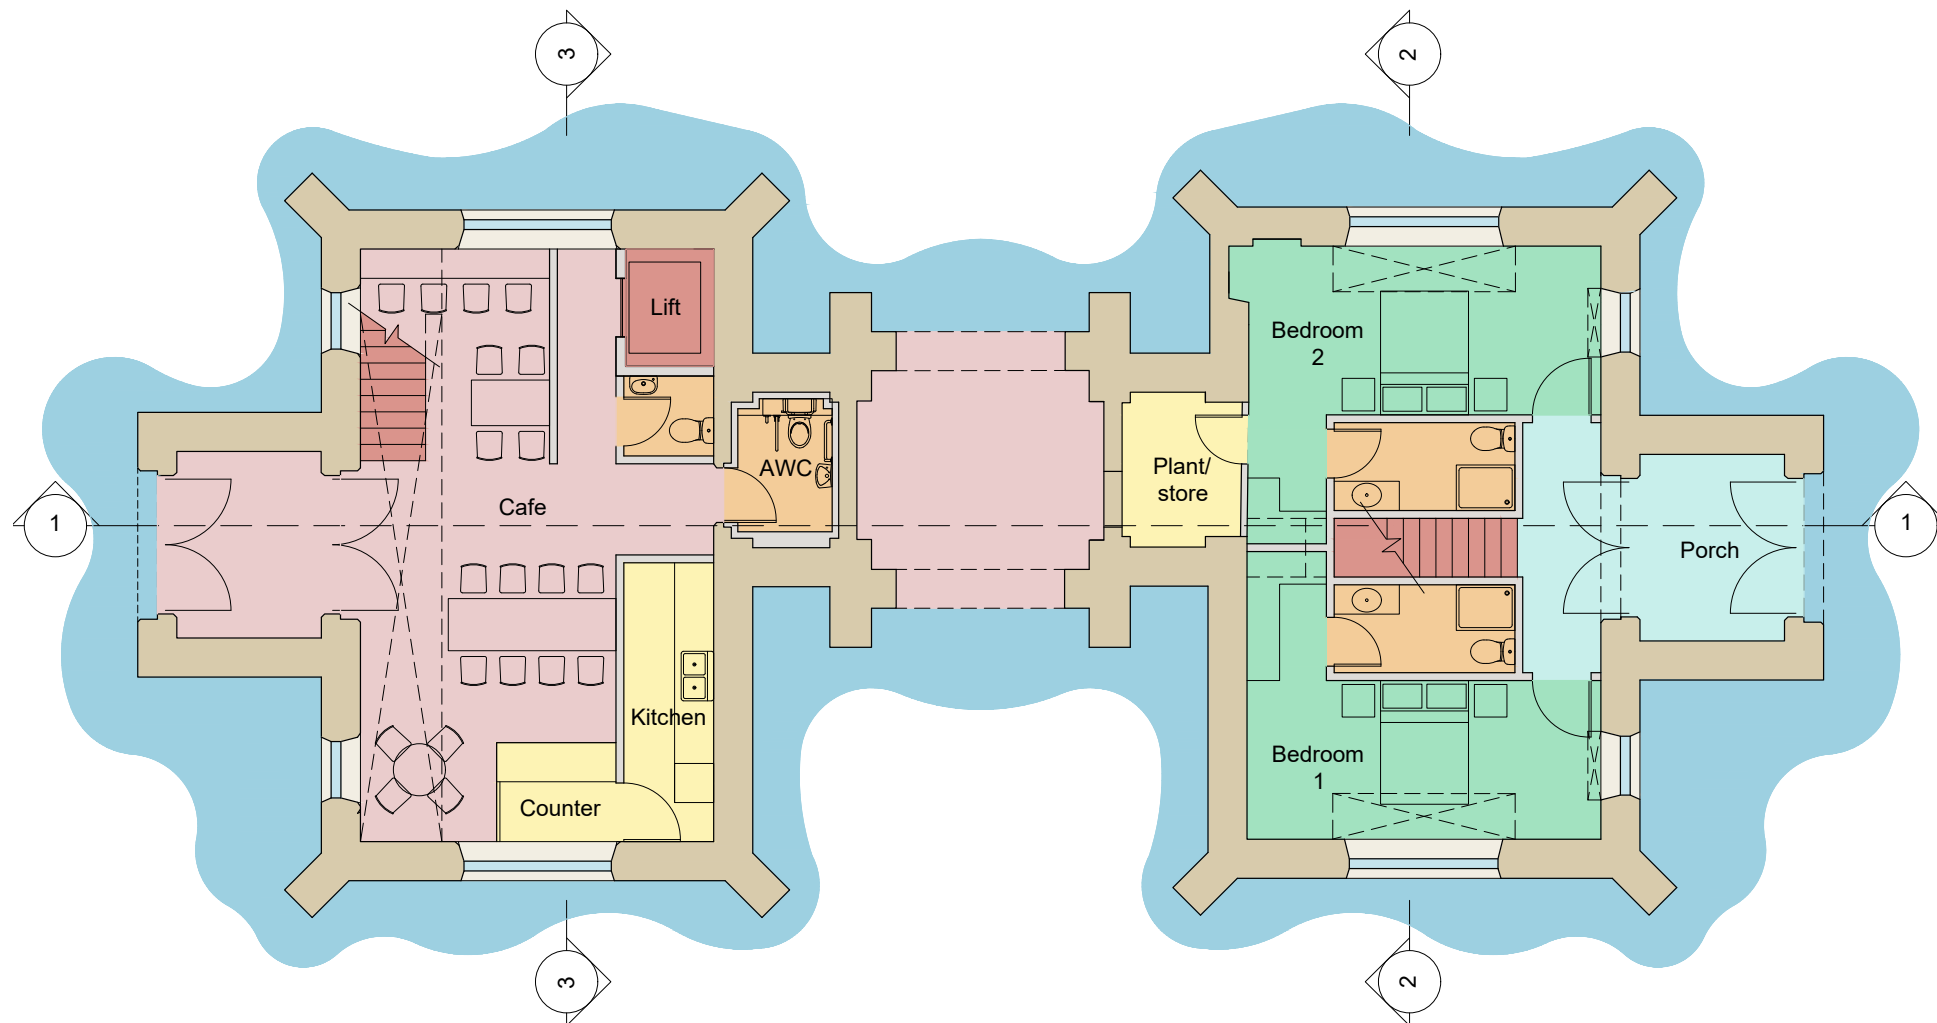 3
2
Lift
Bedroom
2
AWC
Plant/
store
Cafe
1
1
Porch
Kitchen
Bedroom
1
Counter
3
2